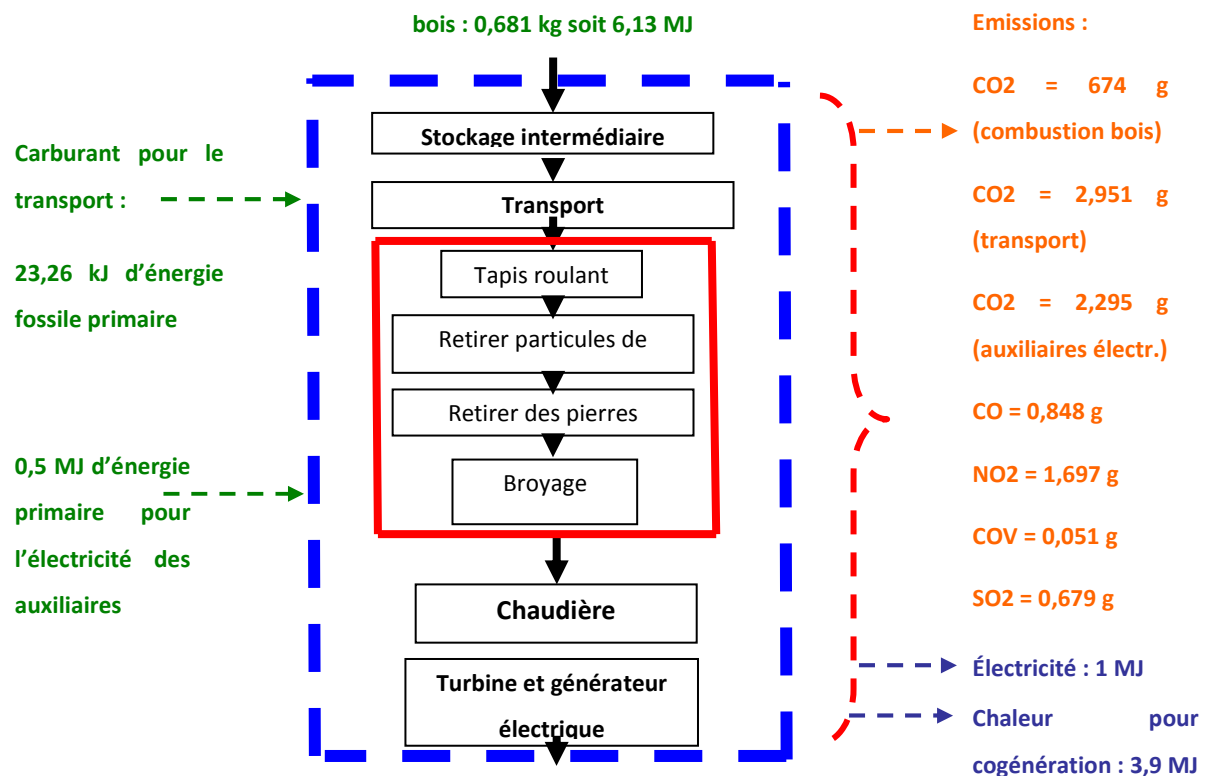 bois : 0,681 kg soit 6,13 MJ
Carburant pour le
transport :
23,26 kJ d’énergie
fossile primaire
0,5 MJ d’énergie
primaire pour
l’électricité des
auxiliaires
Stockage intermédiaire
Transport
Tapis roulant
Retirer particules de
Retirer des pierres
Broyage
Chaudière
Turbine et générateur
électrique
Emissions :
CO2 = 674 g
(combustion bois)
CO2 = 2,951 g
(transport)
CO2 = 2,295 g
(auxiliaires électr.)
CO = 0,848 g
NO2 = 1,697 g
COV = 0,051 g
SO2 = 0,679 g
Électricité : 1 MJ
Chaleur pour
cogénération : 3,9 MJ